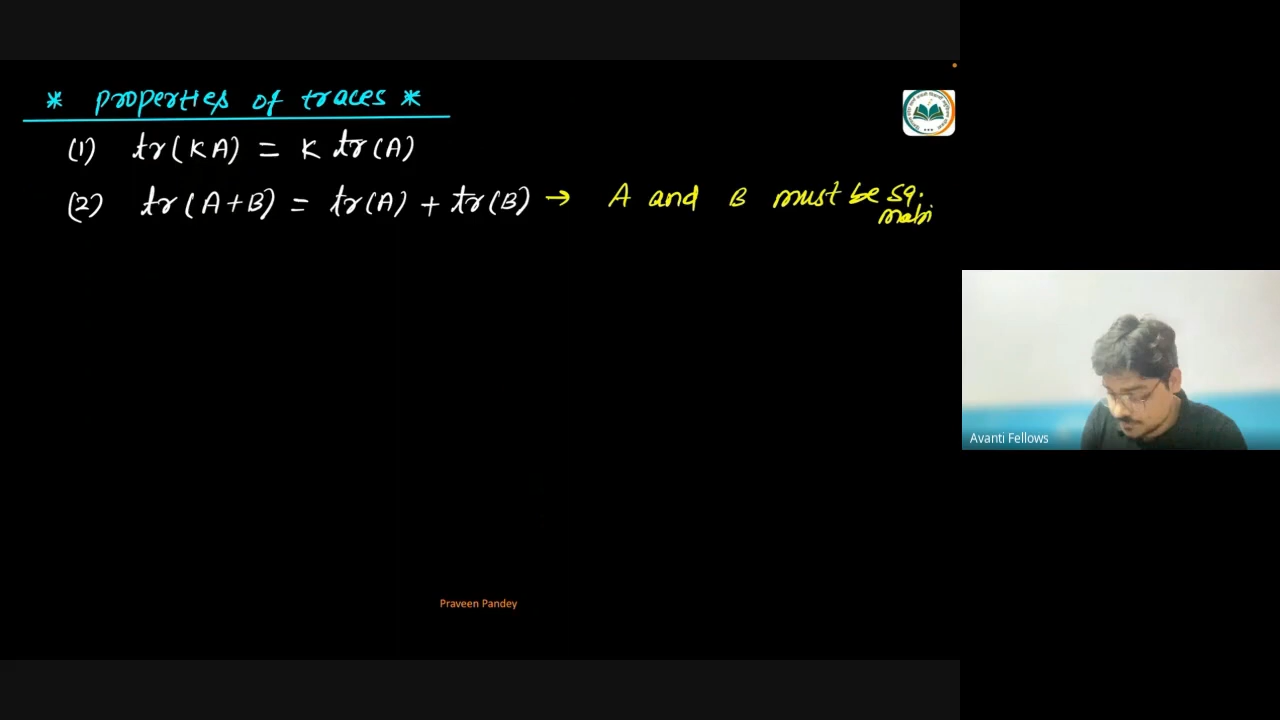 * properties of traces *
(1) tr(KA) = K tr(A)
(2) tr(A+B) = tr(A) + tr(B) → A and B must be sq.
matri
Avanti Fellows
Praveen Pandey